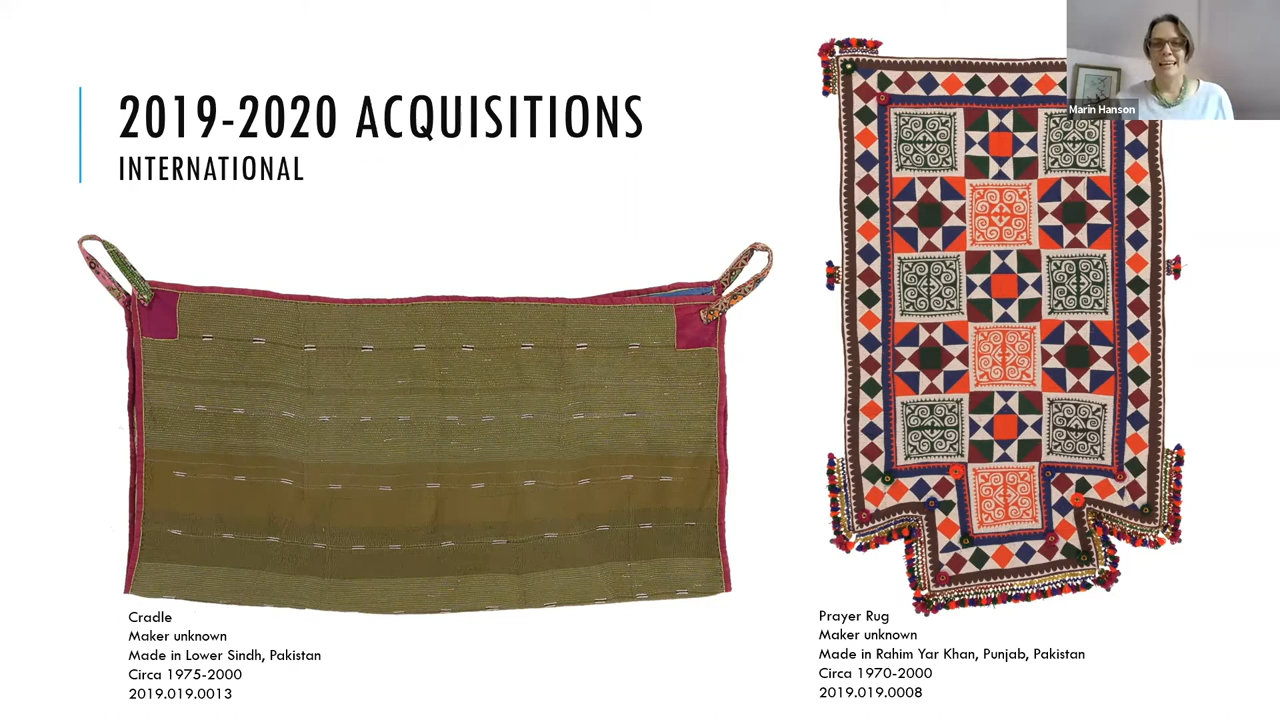 2019-2020 ACQUISITIONS
INTERNATIONAL
Marin Hanson
Cradle
Maker unknown
Made in Lower Sindh, Pakistan
Circa 1975-2000
2019.019.0013
Prayer Rug
Maker unknown
Made in Rahim Yar Khan, Punjab, Pakistan
Circa 1970-2000
2019.019.0008